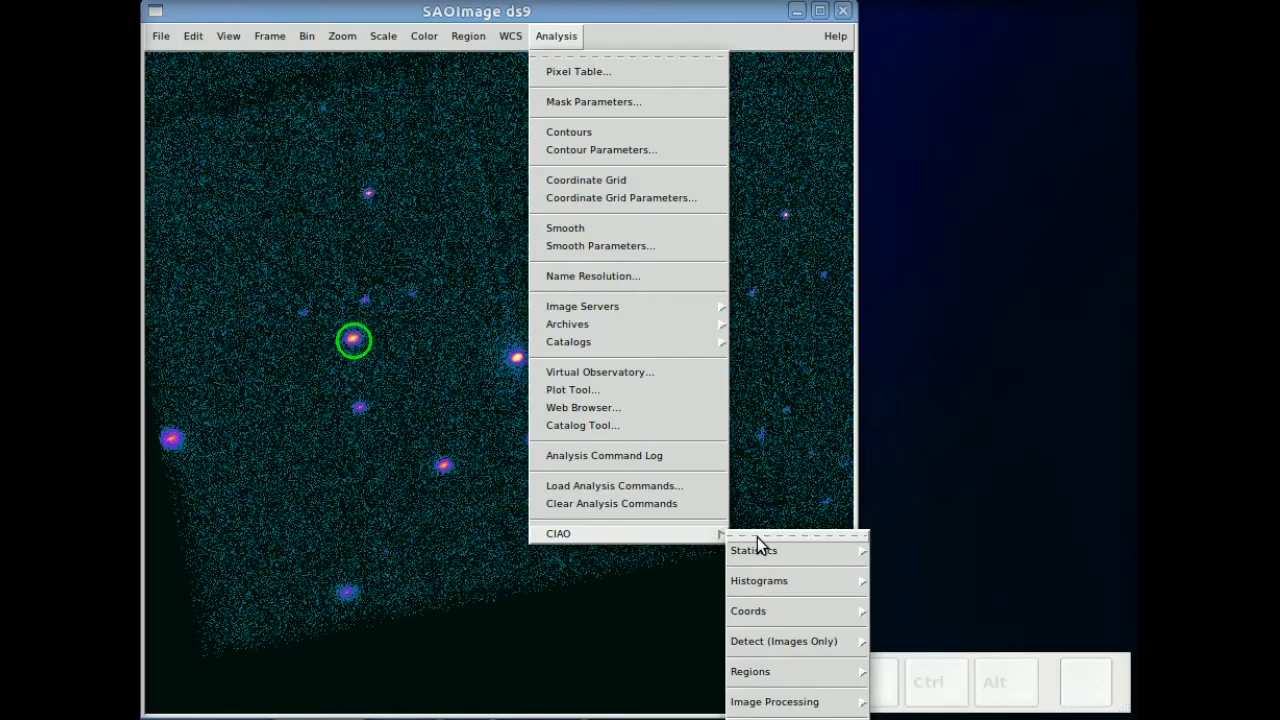 SAOImage ds9
File Edit View Frame Bin Zoom Scale Color Region WCS Analysis Help
Pixel Table...
Mask Parameters...
Contours
Contour Parameters...
Coordinate Grid
Coordinate Grid Parameters...
Smooth
Smooth Parameters...
Name Resolution...
Image Servers
Archives
Catalogs
Virtual Observatory...
Plot Tool...
Web Browser...
Catalog Tool...
Analysis Command Log
Load Analysis Commands...
Clear Analysis Commands
CIAO
Statistics
Histograms
Coords
Detect (Images Only)
Regions
Image Processing
Ctrl Alt